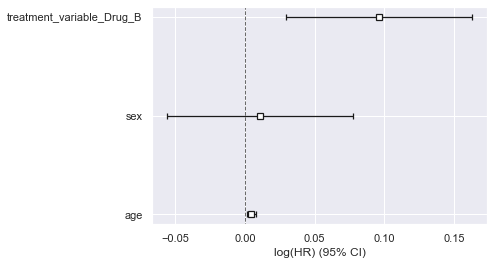 treatment_variable_Drug_B
sex
age
−0.05 0.00 0.05 0.10 0.15
log(HR) (95% CI)